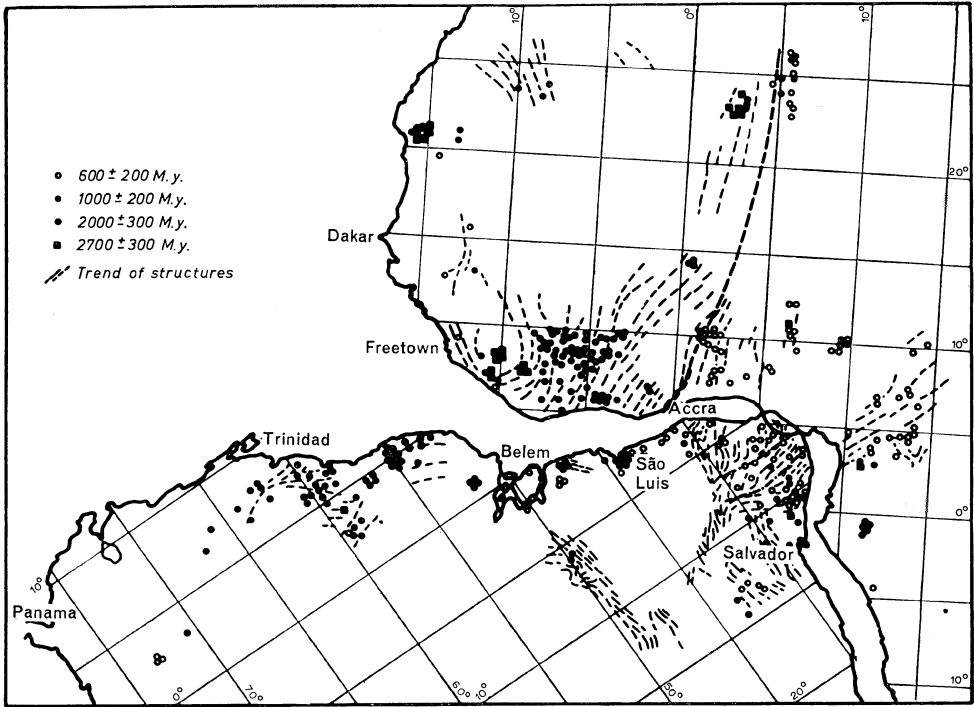 10°
0°
10°
600 ± 200 M.y.
1000 ± 200 M.y.
2000 ± 300 M.y.
2700 ± 300 M.y.
Trend of structures
20°
Dakar
Freetown
10°
Accra
Trinidad
Belem
São
Luis
0°
Salvador
10°
Panama
0°
70°
60°
10°
50°
20°
10°